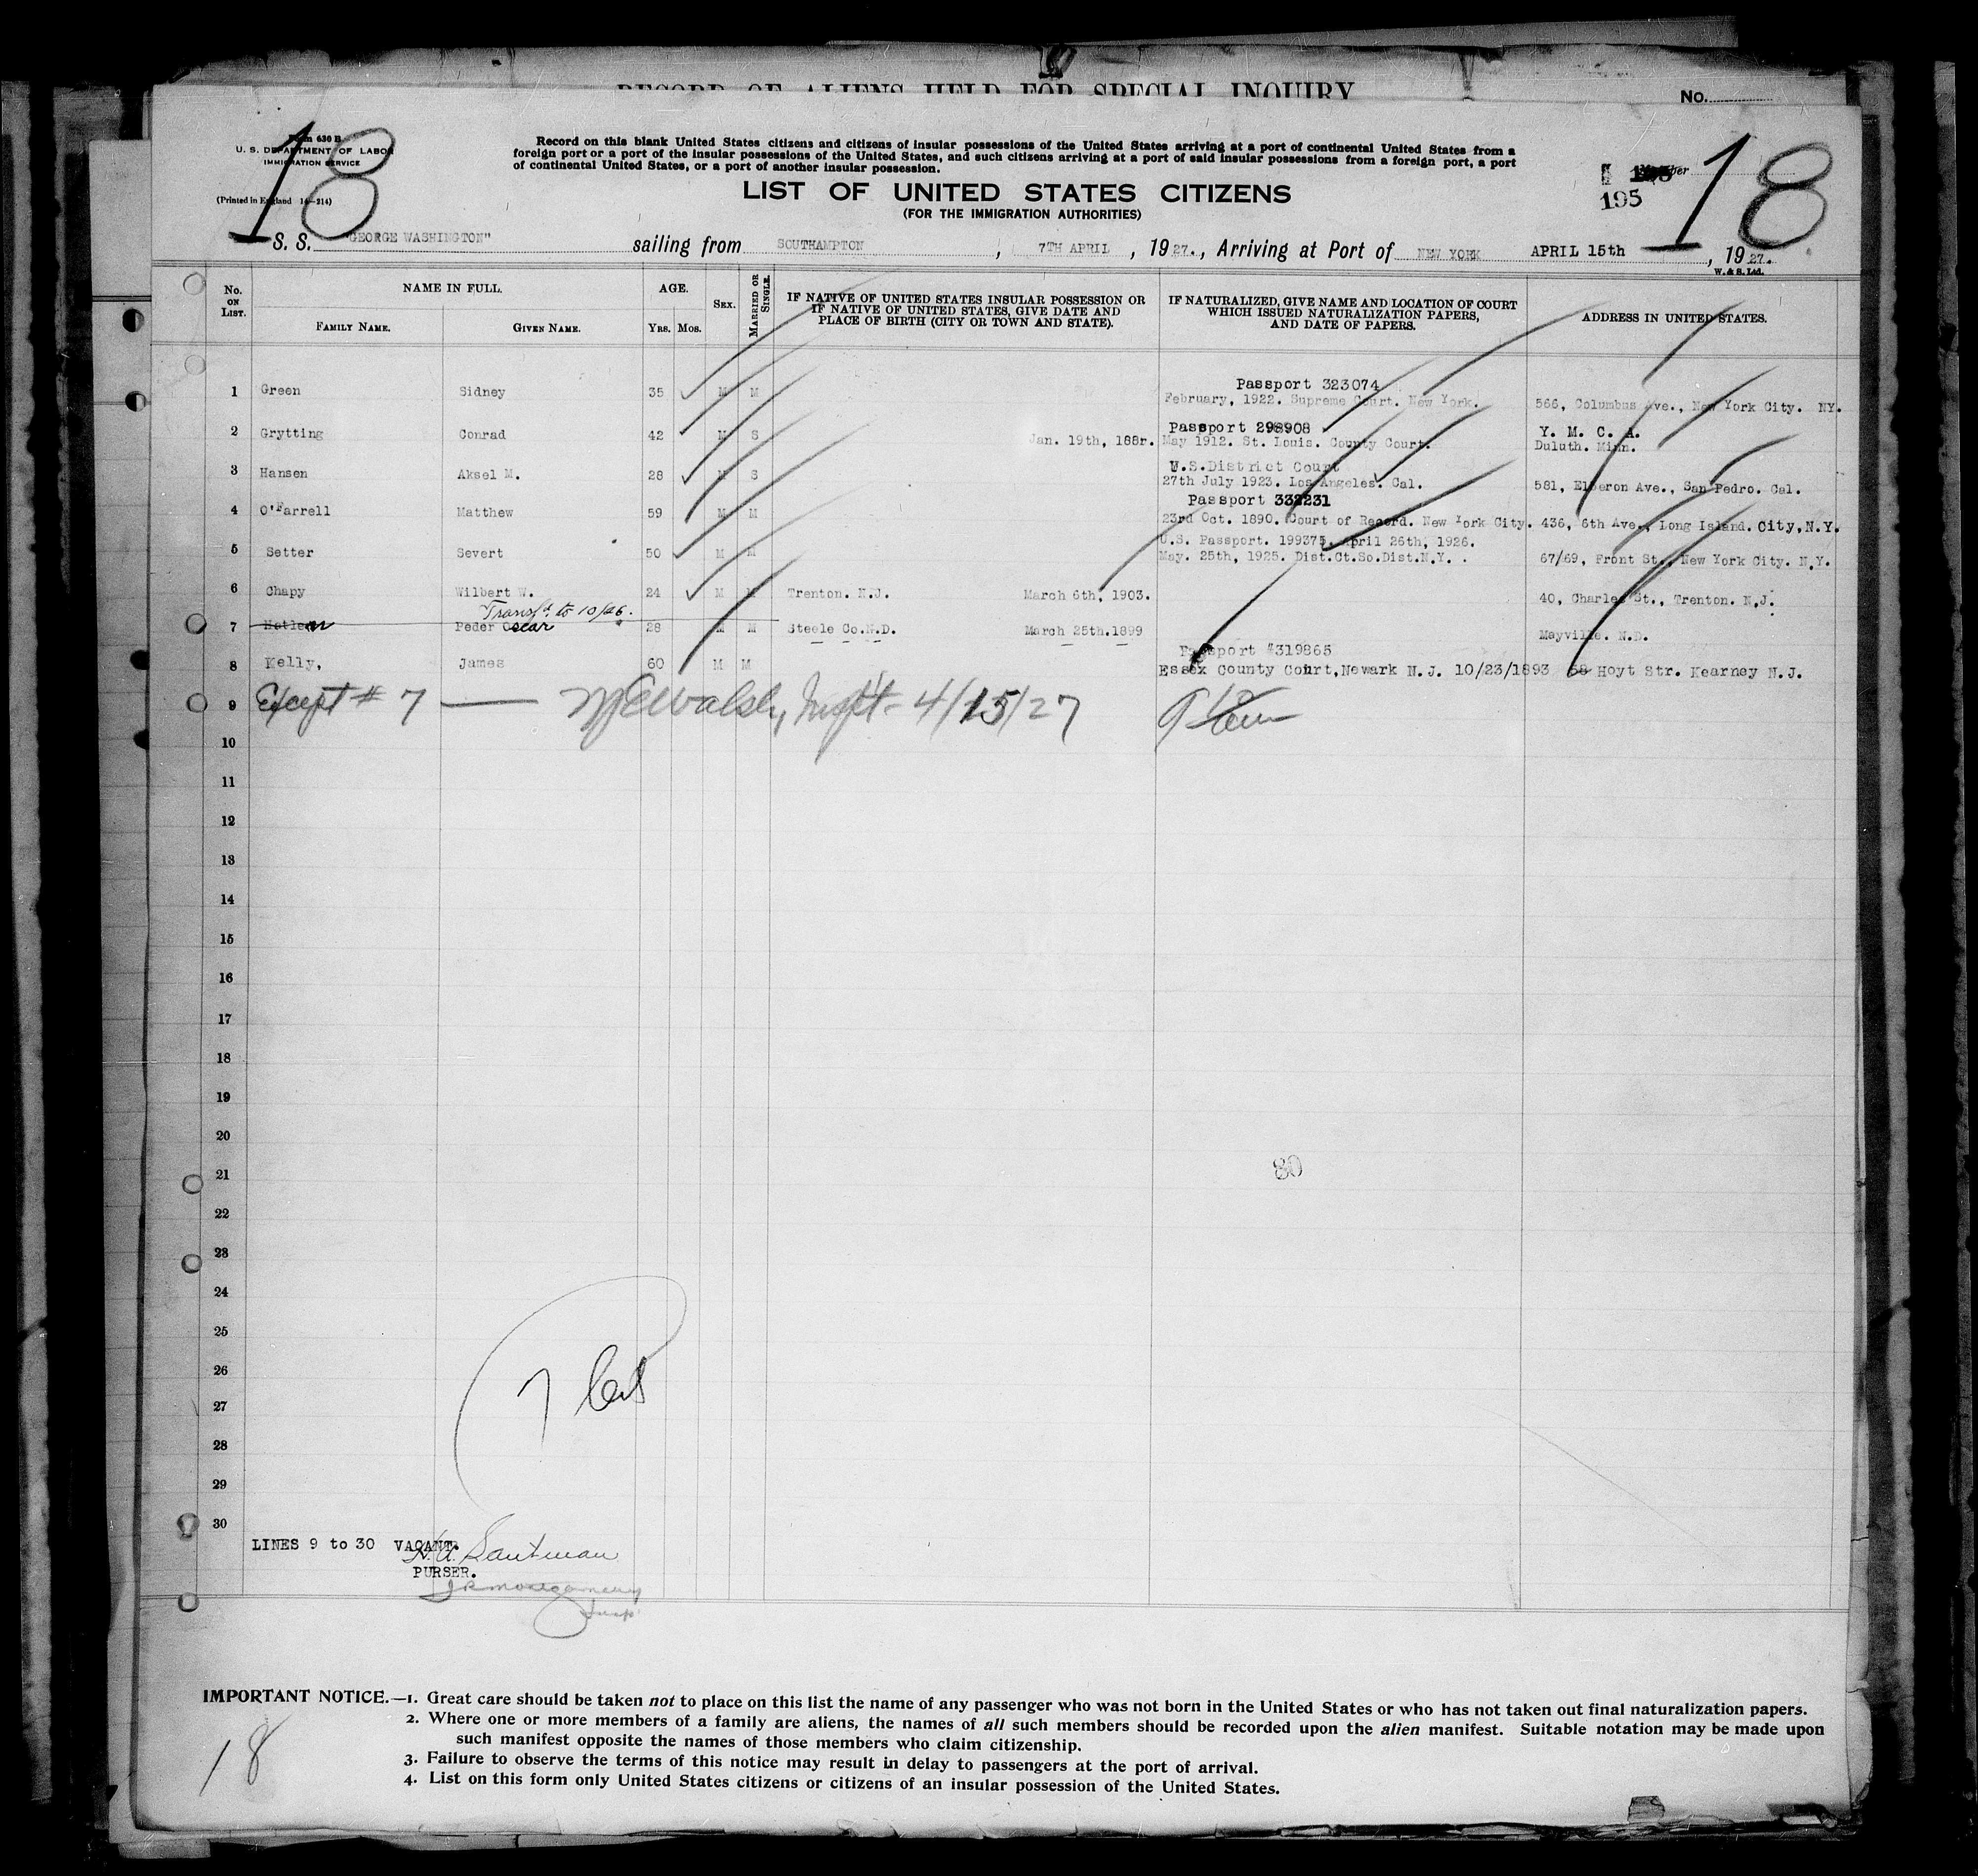 RECORD OF ALIENS HELD FOR SPECIAL INQUIRY
No.
18
Form 630 B
U. S. DEPARTMENT OF LABOR
IMMIGRATION SERVICE
(Printed in England 14—214)
Record on this blank United States citizens and citizens of insular possessions of the United States arriving at a port of continental United States from a
foreign port or a port of the insular possessions of the United States, and such citizens arriving at a port of said insular possessions from a foreign port, a port
of continental United States, or a port of another insular possession.
LIST OF UNITED STATES CITIZENS
(FOR THE IMMIGRATION AUTHORITIES)
195
18
S. S. "GEORGE WASHINGTON" sailing from SOUTHAMPTON, 7TH APRIL, 1927., Arriving at Port of NEW YORK APRIL 15th, 1927.
W. & S. Ltd.
No. ON LIST.
NAME IN FULL.
FAMILY NAME.
GIVEN NAME.
AGE.
YRS. MOS.
SEX.
MARRIED OR SINGLE.
IF NATIVE OF UNITED STATES INSULAR POSSESSION OR
IF NATIVE OF UNITED STATES, GIVE DATE AND
PLACE OF BIRTH (CITY OR TOWN AND STATE).
IF NATURALIZED, GIVE NAME AND LOCATION OF COURT
WHICH ISSUED NATURALIZATION PAPERS,
AND DATE OF PAPERS.
ADDRESS IN UNITED STATES.
Passport 323074
1 Green Sidney 35 M M February, 1922. Supreme Court. New York. 566, Columbus Ave., New York City. NY.
Passport 298908 Y. M. C. A.
2 Grytting Conrad 42 M S Jan. 19th, 188r. May 1912. St. Louis. County Court. Duluth. Minn.
U.S.District Court
3 Hansen Aksel M. 28 M S 27th July 1923. Los Angeles. Cal. 581, Elberon Ave., San Pedro. Cal.
Passport 332231
4 O'Farrell Matthew 59 M M 23rd Oct. 1890. Court of Record. New York City. 436, 6th Ave., Long Island. City, N.Y.
U.S. Passport. 199375. April 26th, 1926.
5 Setter Severt 50 M M May. 25th, 1925. Dist.Ct.So.Dist.N.Y. . 67/69, Front St., New York City. N.Y.
6 Chapy Wilbert W. 24 M M Trenton. N.J. March 6th, 1903. 40, Charles St., Trenton. N.J.
Transfd. to 10/26.
7 Peder Oscar 28 M M Steele Co.N.D. March 25th.1899 Mayville. N.D.
Passport #319865
8 Kelly, James 60 M M Essex County Court, Newark N.J. 10/23/1893 58 Hoyt Str. Kearney N.J.
9 Except # 7 — Walsh, Inspt- 4/15/27
10
11
12
13
14
15
16
17
18
19
20
21
80
22
23
24
25
26
7
27
28
29
30
LINES 9 to 30 VACANT.
PURSER.
IMPORTANT NOTICE.—1. Great care should be taken not to place on this list the name of any passenger who was not born in the United States or who has not taken out final naturalization papers.
2. Where one or more members of a family are aliens, the names of all such members should be recorded upon the alien manifest. Suitable notation may be made upon
such manifest opposite the names of those members who claim citizenship.
3. Failure to observe the terms of this notice may result in delay to passengers at the port of arrival.
4. List on this form only United States citizens or citizens of an insular possession of the United States.
18